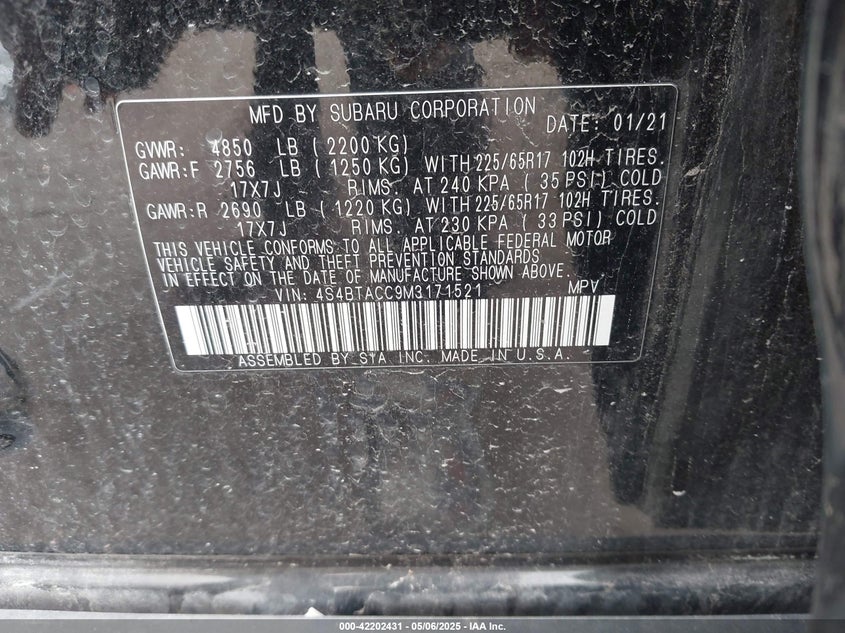 MFD BY SUBARU CORPORATION
DATE: 01/21
GVWR: 4850 LB ( 2200 KG)
GAWR:F 2756 LB ( 1250 KG) WITH 225/65R17 102H TIRES.
17X7J RIMS. AT 240 KPA ( 35 PSI) COLD
GAWR:R 2690 LB ( 1220 KG) WITH 225/65R17 102H TIRES.
17X7J RIMS. AT 230 KPA ( 33 PSI) COLD
THIS VEHICLE CONFORMS TO ALL APPLICABLE FEDERAL MOTOR
VEHICLE SAFETY AND THEFT PREVENTION STANDARDS
IN EFFECT ON THE DATE OF MANUFACTURE SHOWN ABOVE.
VIN: 4S4BTACC9M3171521 MPV
ASSEMBLED BY SIA INC. MADE IN U.S.A.
000-42202431 - 05/06/2025 - IAA Inc.